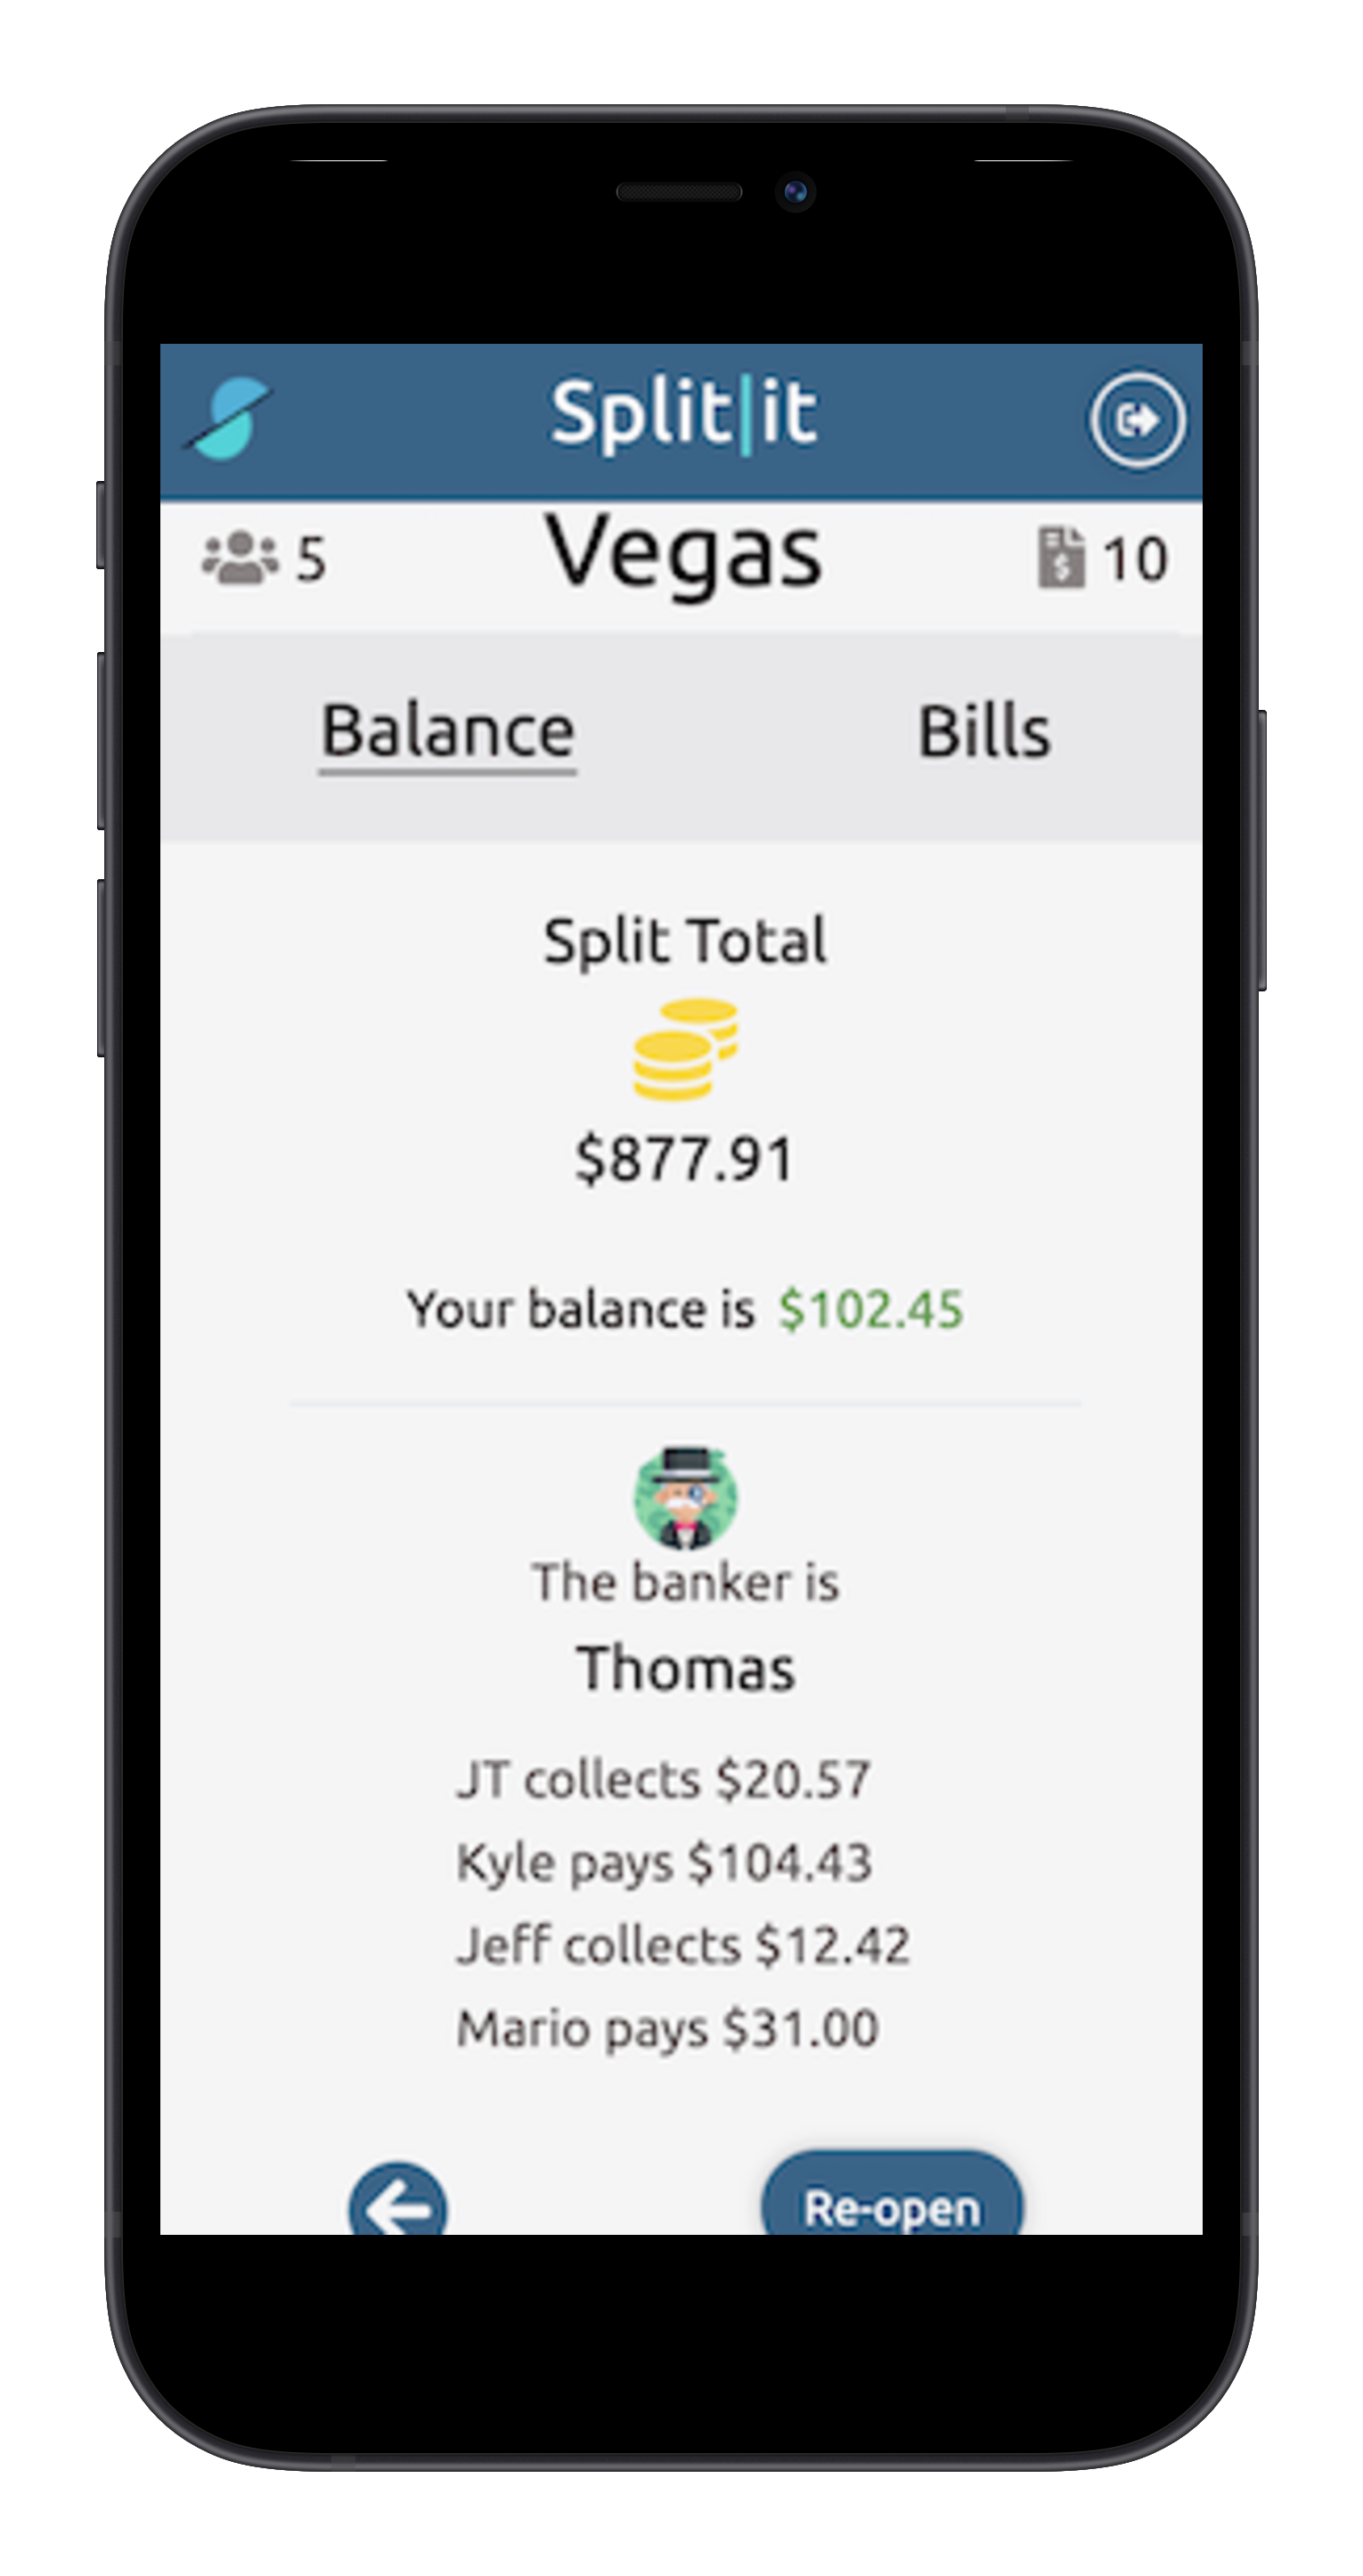 Split|it
5 Vegas 10
Balance Bills
Split Total
$877.91
Your balance is $102.45
The banker is
Thomas
JT collects $20.57
Kyle pays $104.43
Jeff collects $12.42
Mario pays $31.00
Re-open